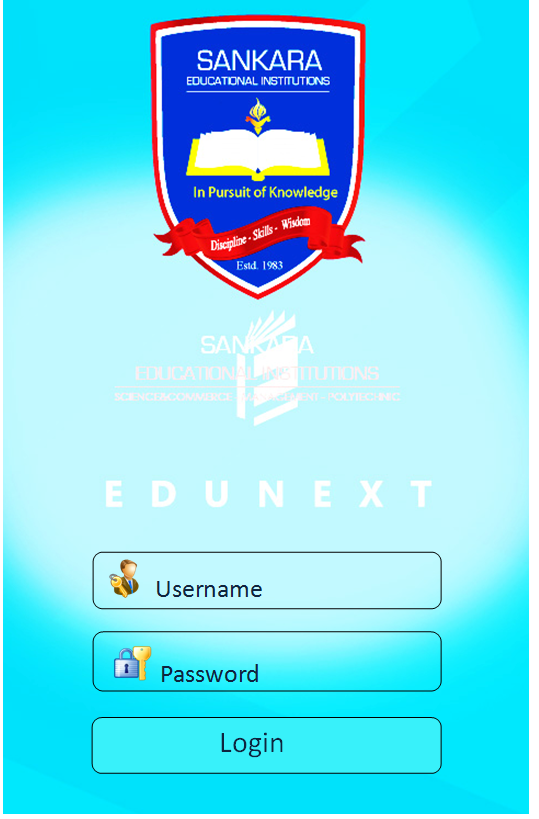 SANKARA
EDUCATIONAL INSTITUTIONS
In Pursuit of Knowledge
Discipline - Skills - Wisdom
Estd. 1983
SANKARA
EDUCATIONAL INSTITUTIONS
SCIENCE&COMMERCE - MANAGEMENT - POLYTECHNIC
EDUNEXT
Username
Password
Login